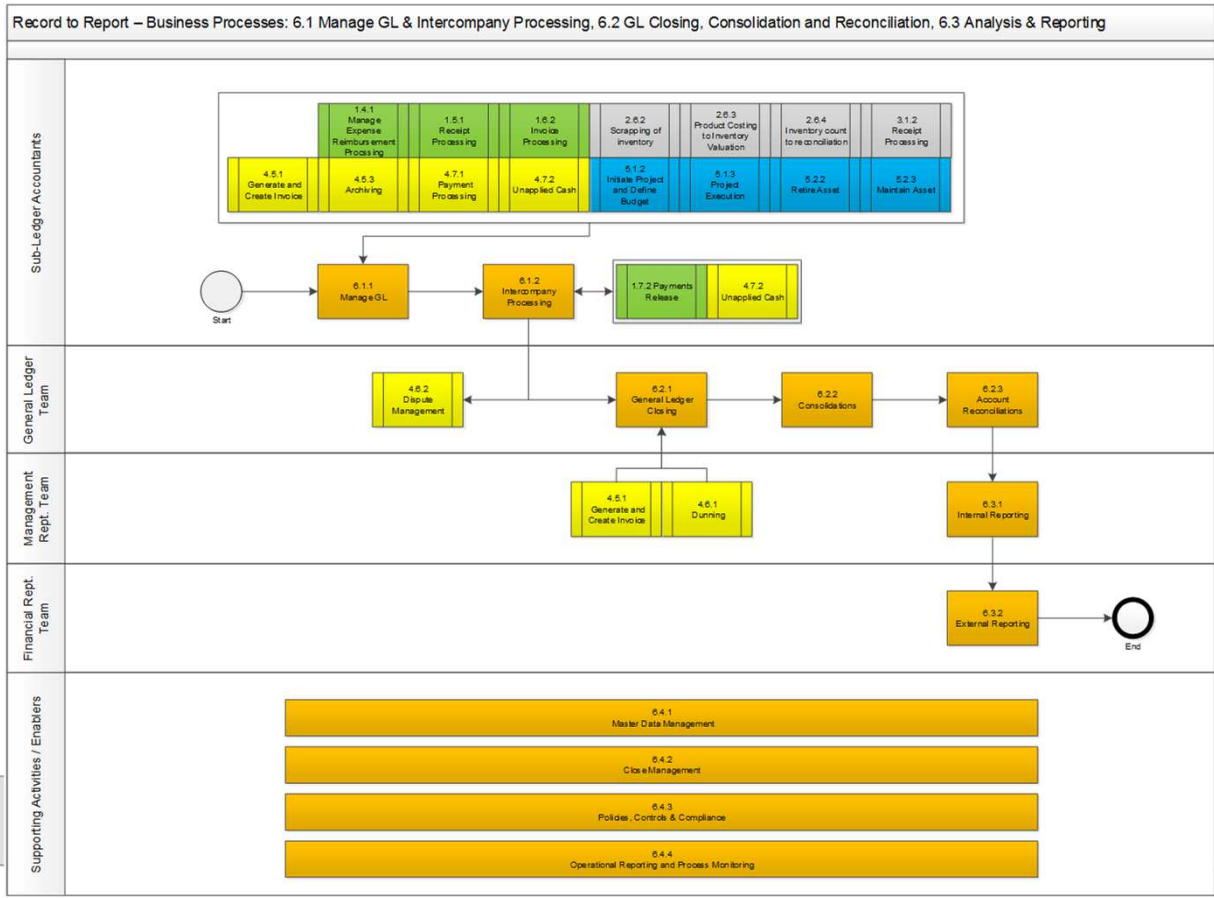 Record to Report – Business Processes: 6.1 Manage GL & Intercompany Processing, 6.2 GL Closing, Consolidation and Reconciliation, 6.3 Analysis & Reporting
Sub-Ledger Accountants
1.4.1
Manage
Expense
Reimbursement
Processing
1.5.1
Receipt
Processing
1.6.2
Invoice
Processing
2.6.2
Scrapping of
inventory
2.6.3
Product Costing
to Inventory
Valuation
2.6.4
Inventory count
to reconciliation
3.1.2
Receipt
Processing
4.5.1
Generate and
Create Invoice
4.5.3
Archiving
4.7.1
Payment
Processing
4.7.2
Unapplied Cash
5.1.2
Initiate Project
and Define
Budget
5.1.3
Project
Execution
5.2.2
Retire Asset
5.2.3
Maintain Asset
Start
6.1.1
Manage GL
6.1.2
Intercompany
Processing
1.7.2 Payments
Release
4.7.2
Unapplied Cash
General Ledger
Team
4.6.2
Dispute
Management
6.2.1
General Ledger
Closing
6.2.2
Consolidations
6.2.3
Account
Reconciliations
Management
Rept. Team
4.5.1
Generate and
Create Invoice
4.6.1
Dunning
6.3.1
Internal Reporting
Financial Rept.
Team
6.3.2
External Reporting
End
Supporting Activities / Enablers
6.4.1
Master Data Management
6.4.2
Close Management
6.4.3
Policies, Controls & Compliance
6.4.4
Operational Reporting and Process Monitoring